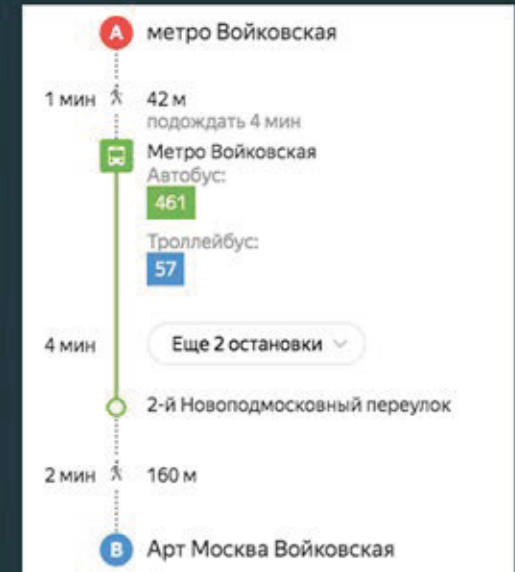 A метро Войковская
1 мин 42 м
подождать 4 мин
Метро Войковская
Автобус:
461
Троллейбус:
57
4 мин Еще 2 остановки
2-й Новоподмосковный переулок
2 мин 160 м
B Арт Москва Войковская